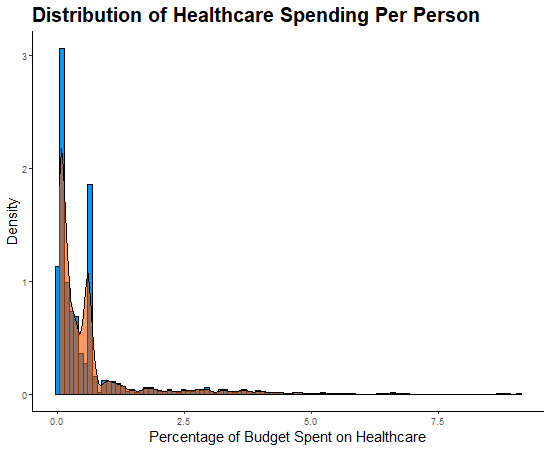 Distribution of Healthcare Spending Per Person
3
2
1
0
Density
0.0 2.5 5.0 7.5
Percentage of Budget Spent on Healthcare